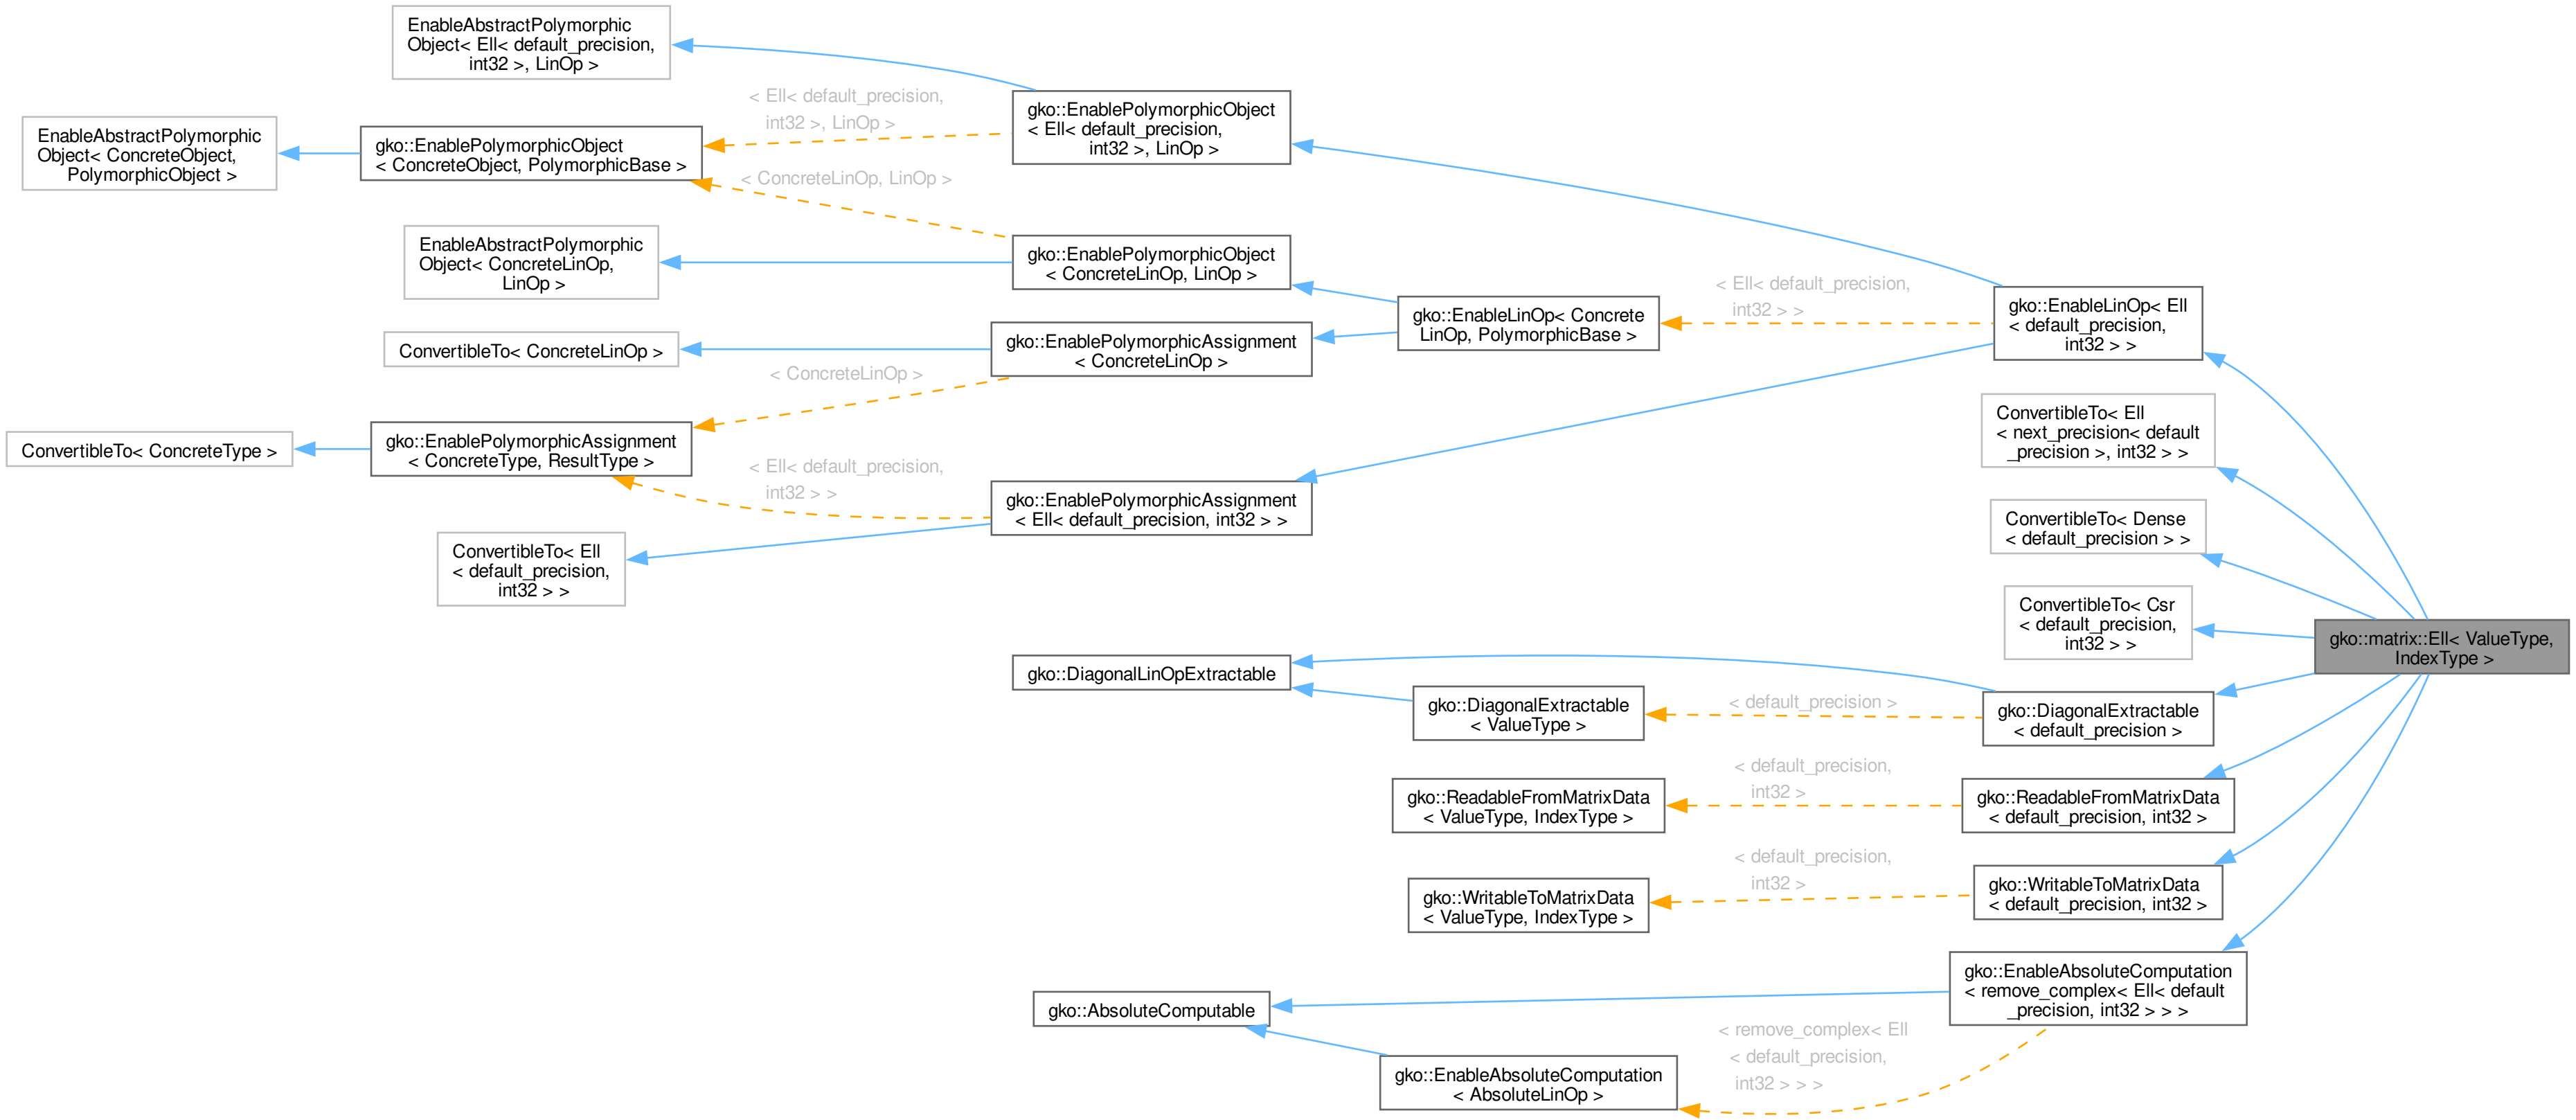 EnableAbstractPolymorphic
Object< Ell< default_precision,
int32 >, LinOp >
EnableAbstractPolymorphic
Object< ConcreteObject,
PolymorphicObject >
gko::EnablePolymorphicObject
< ConcreteObject, PolymorphicBase >
< Ell< default_precision,
int32 >, LinOp >
gko::EnablePolymorphicObject
< Ell< default_precision,
int32 >, LinOp >
< ConcreteLinOp, LinOp >
EnableAbstractPolymorphic
Object< ConcreteLinOp,
LinOp >
gko::EnablePolymorphicObject
< ConcreteLinOp, LinOp >
ConvertibleTo< ConcreteLinOp >
gko::EnablePolymorphicAssignment
< ConcreteLinOp >
gko::EnableLinOp< Concrete
LinOp, PolymorphicBase >
< Ell< default_precision,
int32 > >
gko::EnableLinOp< Ell
< default_precision,
int32 > >
< ConcreteLinOp >
ConvertibleTo< ConcreteType >
gko::EnablePolymorphicAssignment
< ConcreteType, ResultType >
< Ell< default_precision,
int32 > >
gko::EnablePolymorphicAssignment
< Ell< default_precision, int32 > >
ConvertibleTo< Ell
< default_precision,
int32 > >
ConvertibleTo< Ell
< next_precision< default
_precision >, int32 > >
ConvertibleTo< Dense
< default_precision > >
ConvertibleTo< Csr
< default_precision,
int32 > >
gko::matrix::Ell< ValueType,
IndexType >
gko::DiagonalLinOpExtractable
gko::DiagonalExtractable
< ValueType >
< default_precision >
gko::DiagonalExtractable
< default_precision >
gko::ReadableFromMatrixData
< ValueType, IndexType >
< default_precision,
int32 >
gko::ReadableFromMatrixData
< default_precision, int32 >
gko::WritableToMatrixData
< ValueType, IndexType >
< default_precision,
int32 >
gko::WritableToMatrixData
< default_precision, int32 >
gko::AbsoluteComputable
gko::EnableAbsoluteComputation
< remove_complex< Ell< default
_precision, int32 > > >
gko::EnableAbsoluteComputation
< AbsoluteLinOp >
< remove_complex< Ell
< default_precision,
int32 > > >